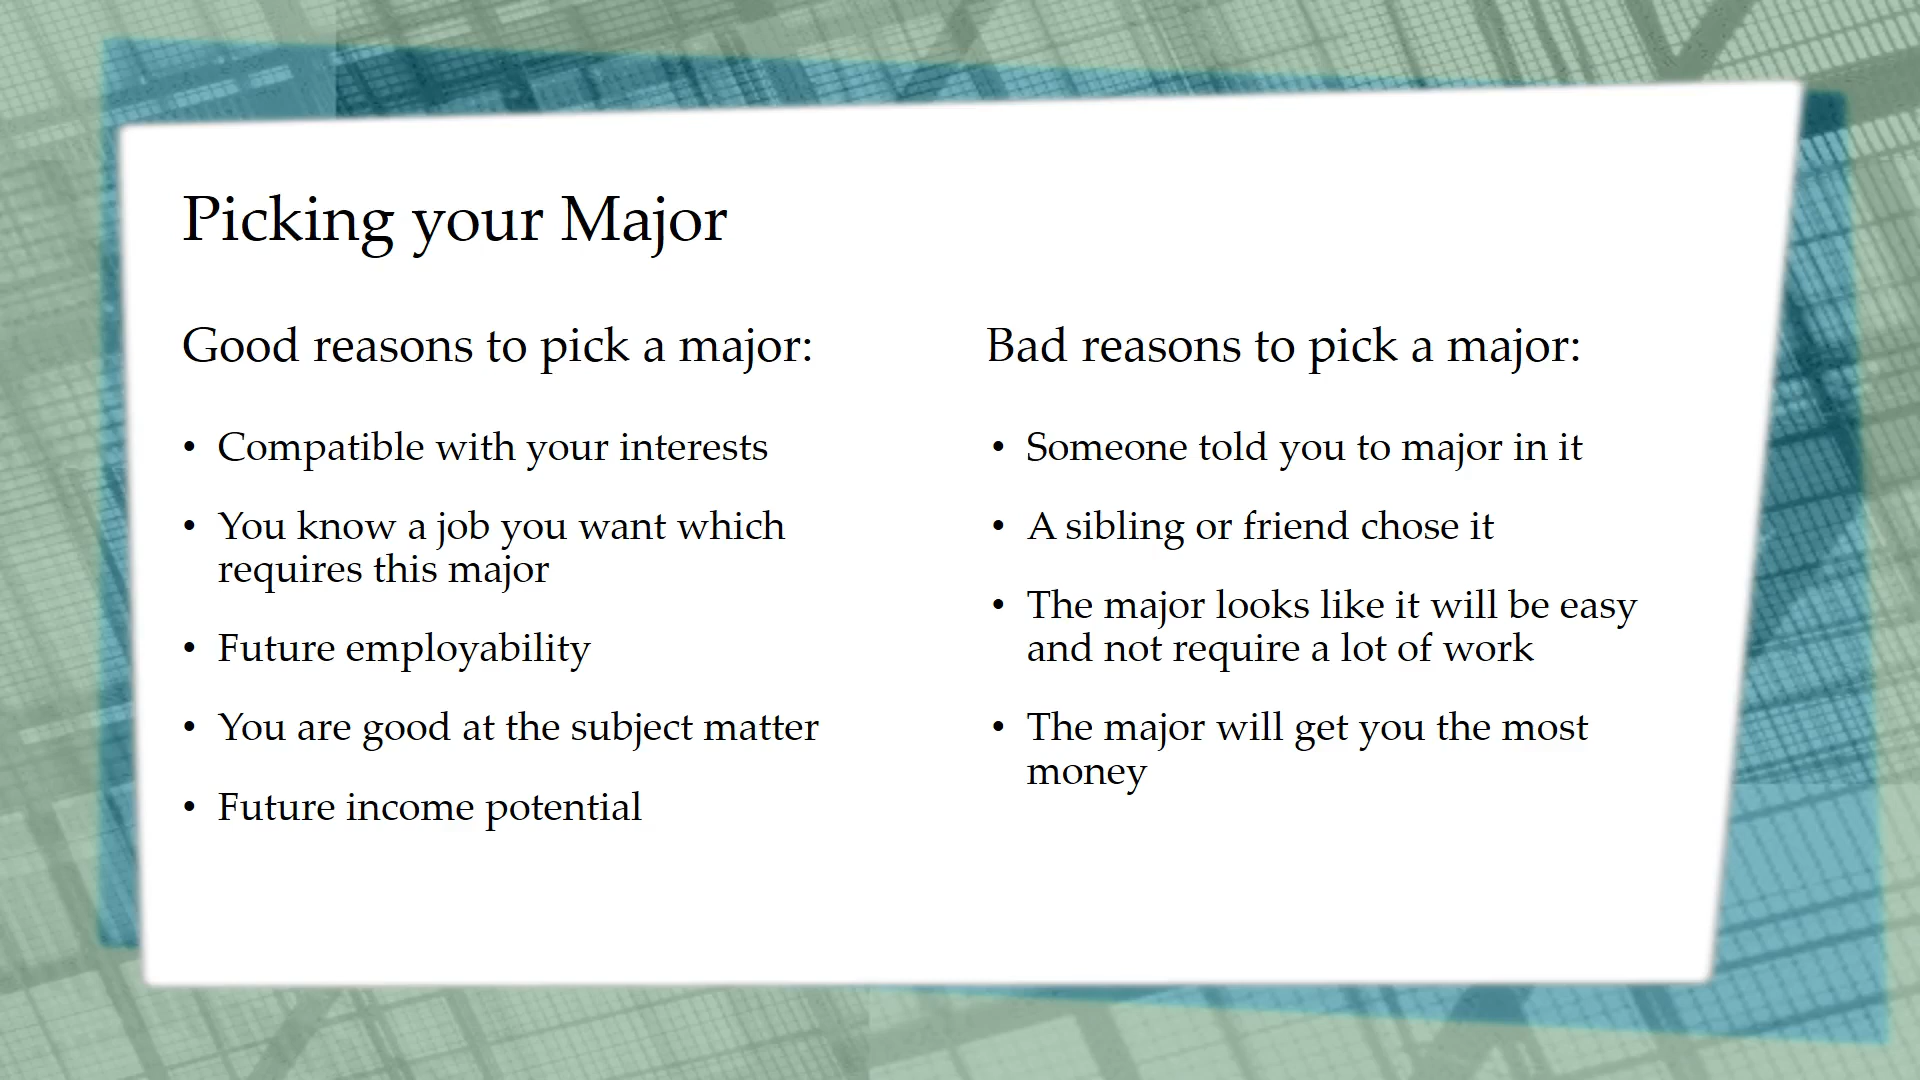 Picking your Major
Good reasons to pick a major:
• Compatible with your interests
• You know a job you want which
requires this major
• Future employability
• You are good at the subject matter
• Future income potential
Bad reasons to pick a major:
• Someone told you to major in it
• A sibling or friend chose it
• The major looks like it will be easy
and not require a lot of work
• The major will get you the most
money